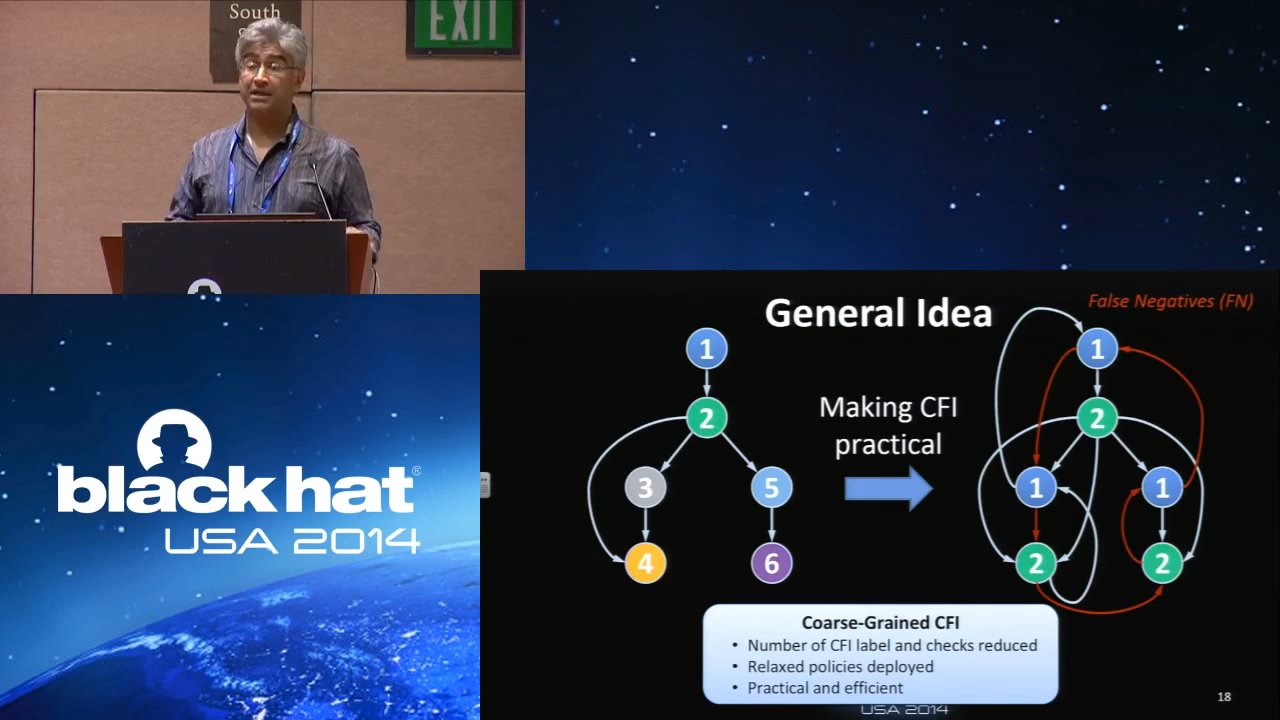 South
EXIT
black hat®
USA 2014
General Idea
False Negatives (FN)
1
2
3
5
4
6
Making CFI
practical
1
2
1
1
2
2
Coarse-Grained CFI
• Number of CFI label and checks reduced
• Relaxed policies deployed
• Practical and efficient
18
USA 2014